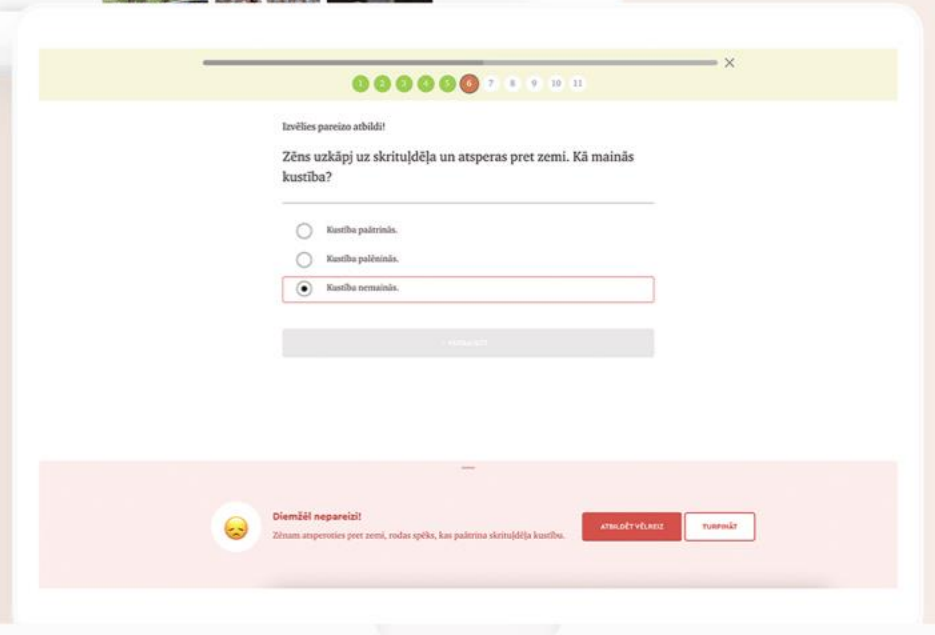 1 2 3 4 5 6 7 8 9 10 11
Izvēlies pareizo atbildi!
Zēns uzkāpj uz skrituļdēļa un atsperas pret zemi. Kā mainās
kustība?
Kustība paātrinās.
Kustība palēninās.
Kustība nemainās.
Diemžēl nepareizi!
Zēnam atsperoties pret zemi, rodas spēks, kas paātrina skrituļdēļa kustību.
ATBILDĒT VĒLREIZ
TURPINĀT